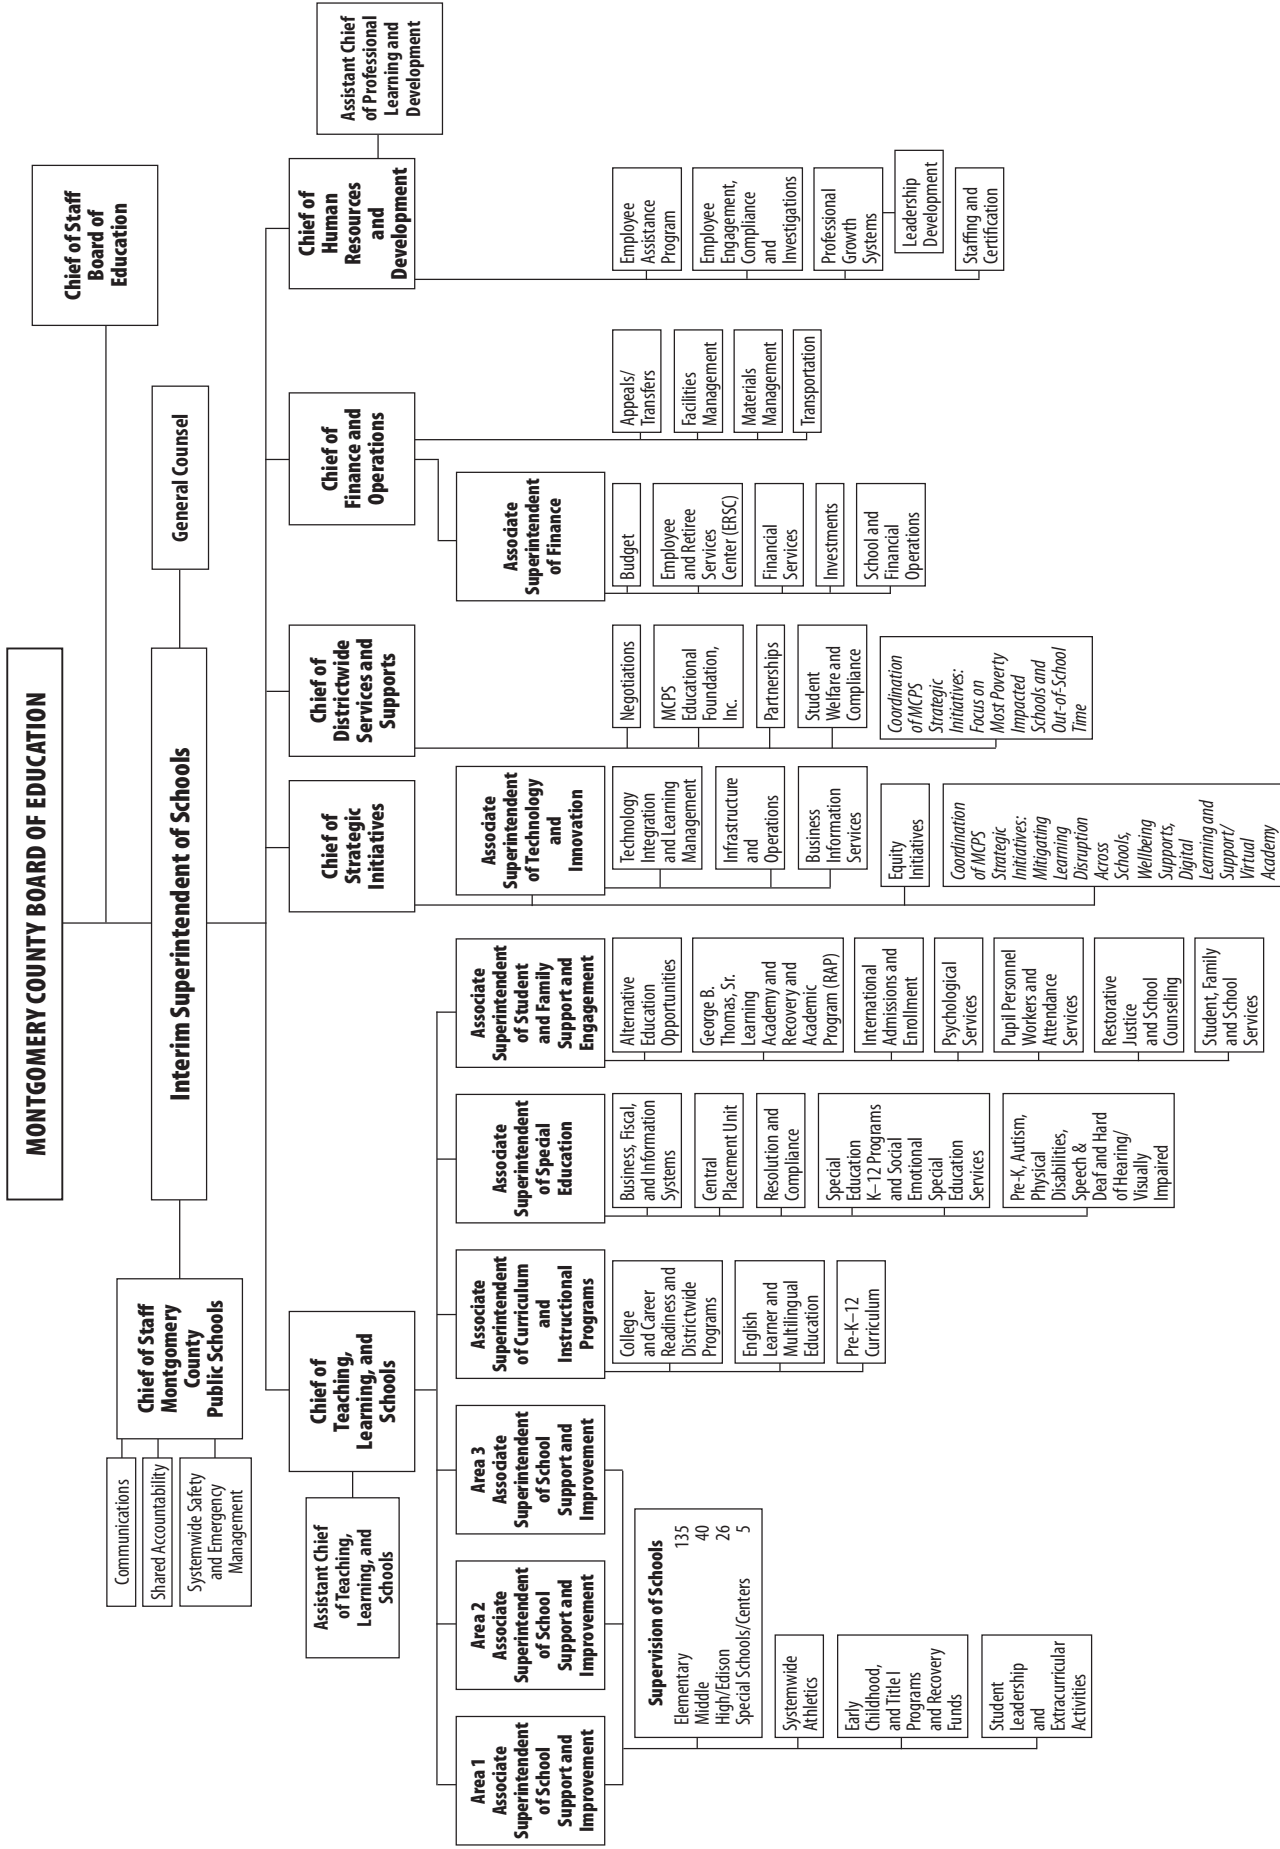 MONTGOMERY COUNTY BOARD OF EDUCATION
Chief of Staff
Board of
Education
Interim Superintendent of Schools
General Counsel
Chief of Staff
Montgomery
County
Public Schools
Communications
Shared Accountability
Systemwide Safety
and Emergency
Management
Assistant Chief
of Teaching,
Learning, and
Schools
Chief of
Teaching,
Learning, and
Schools
Chief of
Strategic
Initiatives
Chief of
Districtwide
Services and
Supports
Chief of
Finance and
Operations
Chief of
Human
Resources
and
Development
Assistant Chief
of Professional
Learning and
Development
Area 1
Associate
Superintendent
of School
Support and
Improvement
Area 2
Associate
Superintendent
of School
Support and
Improvement
Area 3
Associate
Superintendent
of School
Support and
Improvement
Supervision of Schools
Elementary 135
Middle 40
High/Edison 26
Special Schools/Centers 5
Systemwide
Athletics
Early
Childhood,
and Title I
Programs
and Recovery
Funds
Student
Leadership
and
Extracurricular
Activities
Associate
Superintendent
of Curriculum
and
Instructional
Programs
College
and Career
Readiness and
Districtwide
Programs
English
Learner and
Multilingual
Education
Pre-K–12
Curriculum
Associate
Superintendent
of Special
Education
Business, Fiscal,
and Information
Systems
Central
Placement Unit
Resolution and
Compliance
Special
Education
K–12 Programs
and Social
Emotional
Special
Education
Services
Pre-K, Autism,
Physical
Disabilities,
Speech &
Deaf and Hard
of Hearing/
Visually
Impaired
Associate
Superintendent
of Student
and Family
Support and
Engagement
Alternative
Education
Opportunities
George B.
Thomas, Sr.
Learning
Academy and
Recovery and
Academic
Program (RAP)
International
Admissions and
Enrollment
Psychological
Services
Pupil Personnel
Workers and
Attendance
Services
Restorative
Justice
and School
Counseling
Student, Family
and School
Services
Associate
Superintendent
of Technology
and
Innovation
Technology
Integration
and Learning
Management
Infrastructure
and
Operations
Business
Information
Services
Equity
Initiatives
Coordination
of MCPS
Strategic
Initiatives:
Mitigating
Learning
Disruption
Across
Schools,
Wellbeing
Supports,
Digital
Learning and
Support/
Virtual
Academy
Negotiations
MCPS
Educational
Foundation,
Inc.
Partnerships
Student
Welfare and
Compliance
Coordination
of MCPS
Strategic
Initiatives:
Focus on
Most Poverty
Impacted
Schools and
Out-of-School
Time
Associate
Superintendent
of Finance
Budget
Employee
and Retiree
Services
Center (ERSC)
Financial
Services
Investments
School and
Financial
Operations
Appeals/
Transfers
Facilities
Management
Materials
Management
Transportation
Employee
Assistance
Program
Employee
Engagement,
Compliance
and
Investigations
Professional
Growth
Systems
Leadership
Development
Staffing and
Certification